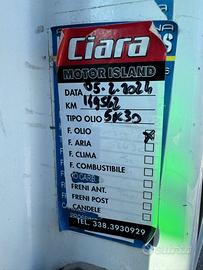 Ciara
MOTOR ISLAND
DATA 05.2.2024
KM 149562
TIPO OLIO 5K30
F. OLIO
F. ARIA
F. CLIMA
F. COMBUSTIBILE
FRENI ANT.
FRENI POST
CANDELE
TEL. 338.3930929